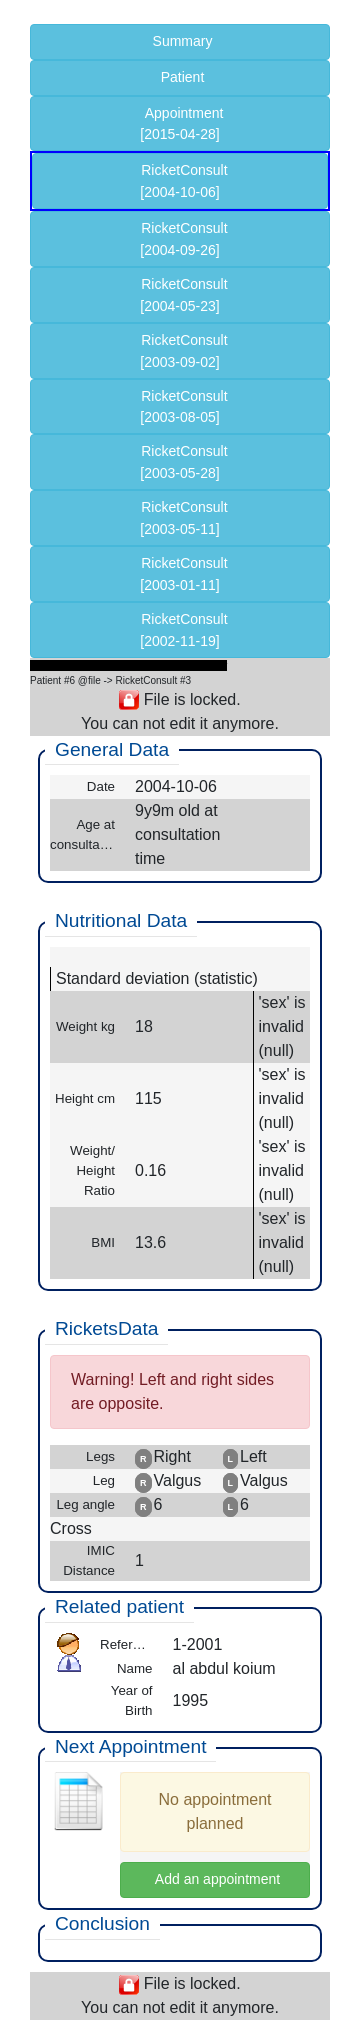 Summary
Patient
Appointment
[2015-04-28]
RicketConsult
[2004-10-06]
RicketConsult
[2004-09-26]
RicketConsult
[2004-05-23]
RicketConsult
[2003-09-02]
RicketConsult
[2003-08-05]
RicketConsult
[2003-05-28]
RicketConsult
[2003-05-11]
RicketConsult
[2003-01-11]
RicketConsult
[2002-11-19]
Patient #6 @file -> RicketConsult #3
File is locked.
You can not edit it anymore.
General Data
Date 2004-10-06
Age at consulta… 9y9m old at
consultation
time
Nutritional Data
Standard deviation (statistic)
Weight kg 18 'sex' is
invalid
(null)
Height cm 115 'sex' is
invalid
(null)
Weight/
Height
Ratio 0.16 'sex' is
invalid
(null)
BMI 13.6 'sex' is
invalid
(null)
RicketsData
Warning! Left and right sides
are opposite.
Legs R Right L Left
Leg R Valgus L Valgus
Leg angle R 6 L 6
Cross
IMIC
Distance 1
Related patient
Refer… 1-2001
Name al abdul koium
Year of
Birth 1995
Next Appointment
No appointment
planned
Add an appointment
Conclusion
File is locked.
You can not edit it anymore.